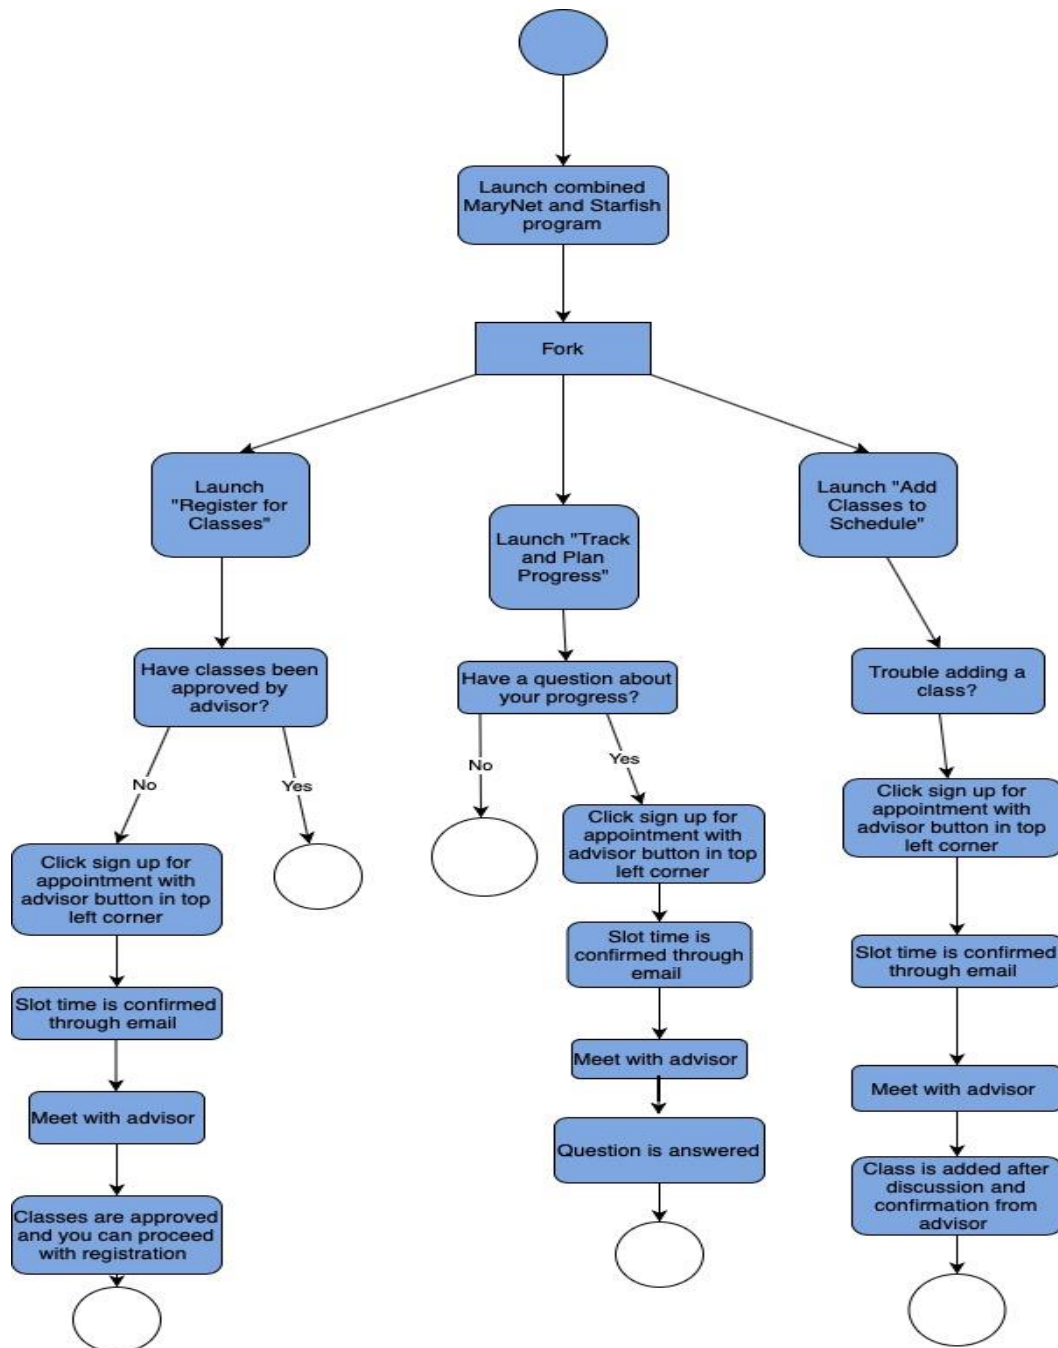 Launch combined
MaryNet and Starfish
program
Fork
Launch
"Register for
Classes"
Launch "Track
and Plan
Progress"
Launch "Add
Classes to
Schedule"
Have classes been
approved by
advisor?
Have a question about
your progress?
Trouble adding a
class?
No
Yes
No
Yes
Click sign up for
appointment with
advisor button in top
left corner
Click sign up for
appointment with
advisor button in top
left corner
Click sign up for
appointment with
advisor button in top
left corner
Slot time is confirmed
through email
Slot time is
confirmed through
email
Slot time is confirmed
through email
Meet with advisor
Meet with advisor
Meet with advisor
Classes are approved
and you can proceed
with registration
Question is answered
Class is added after
discussion and
confirmation from
advisor